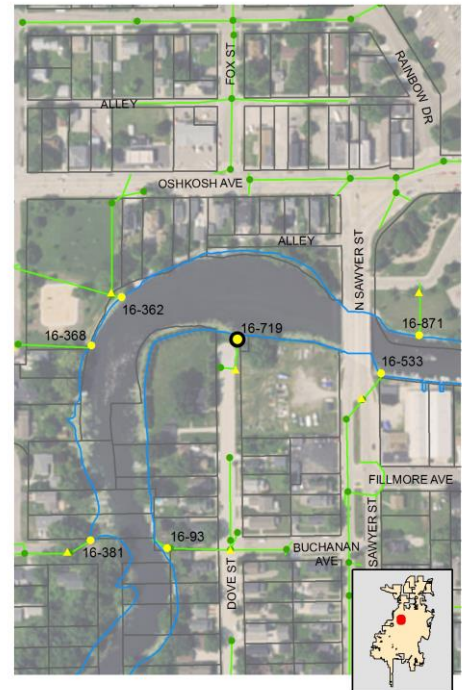 FOX ST
RAINBOW DR
ALLEY
OSHKOSH AVE
ALLEY
N SAWYER ST
16-362
16-871
16-368
16-719
16-533
FILLMORE AVE
16-381
16-93
BUCHANAN
AVE
DOVE ST
SAWYER ST